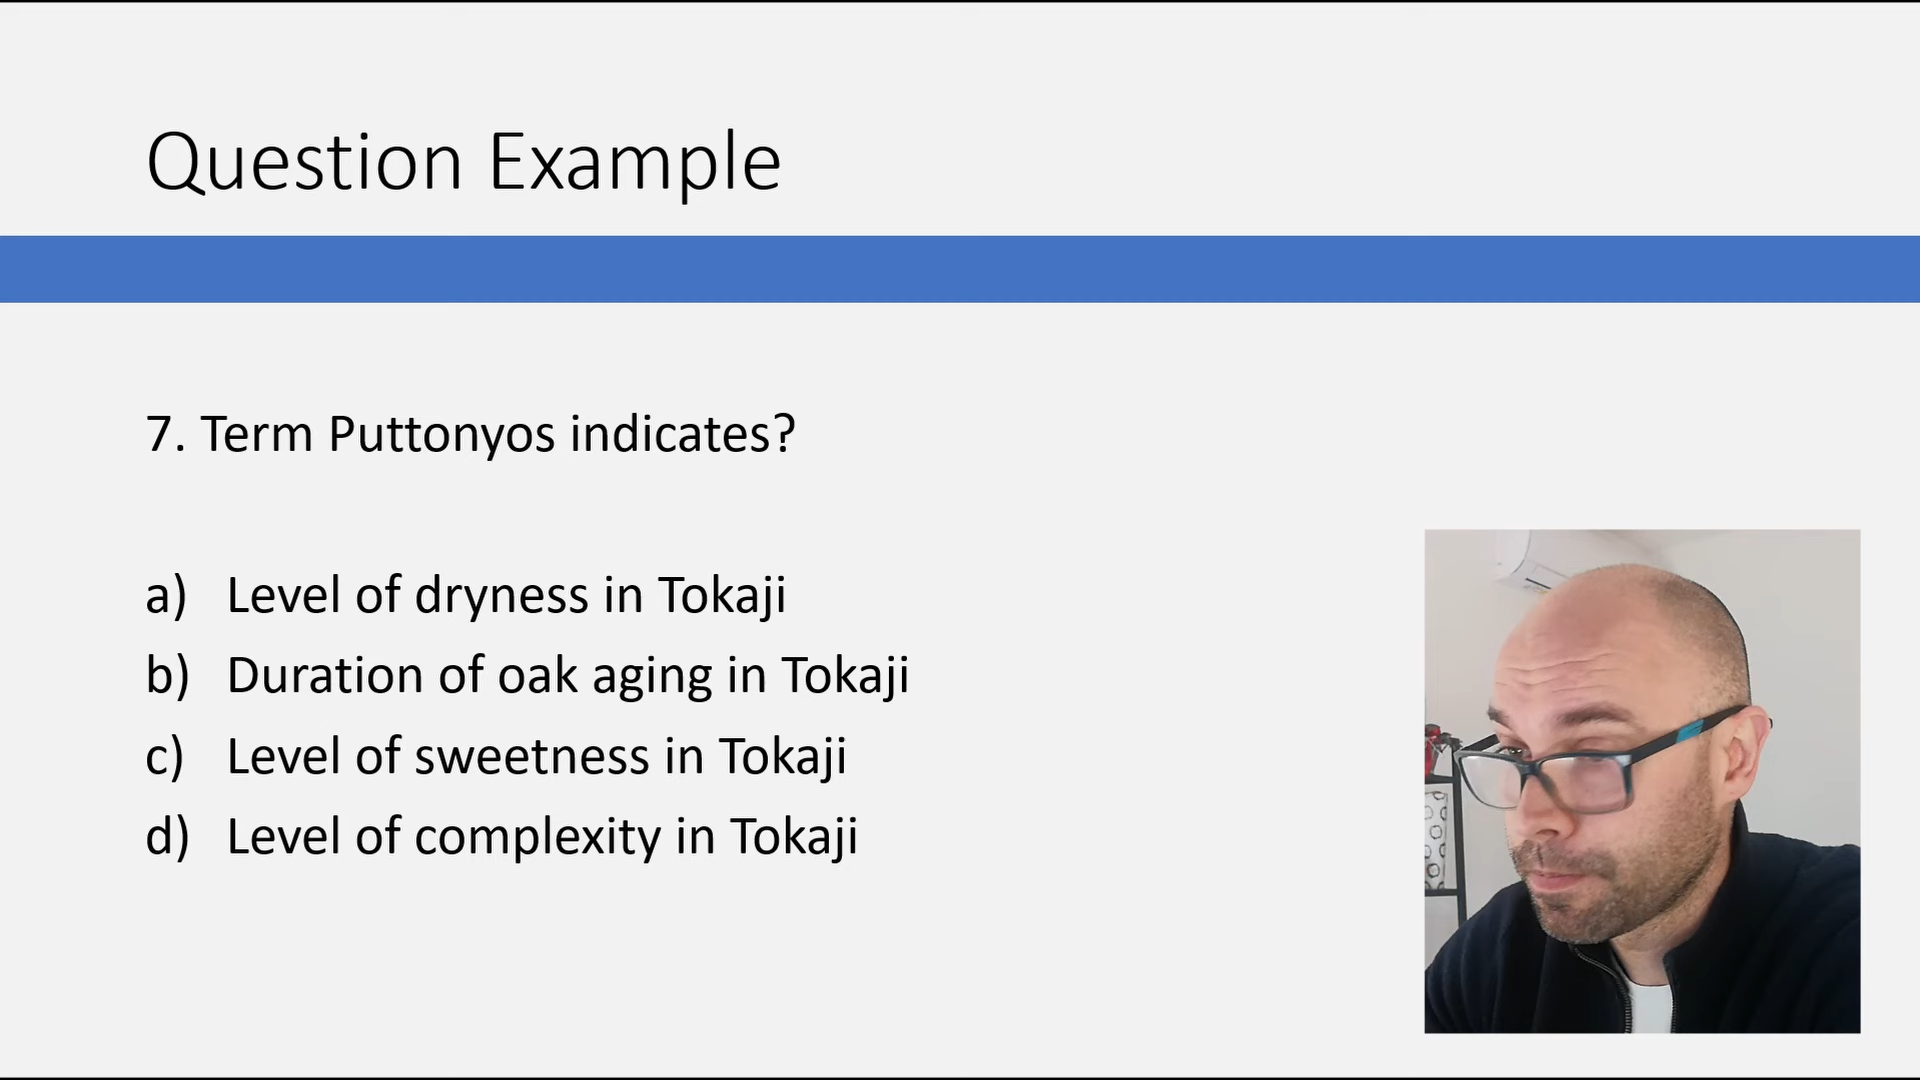 Question Example
7. Term Puttonyos indicates?
a) Level of dryness in Tokaji
b) Duration of oak aging in Tokaji
c) Level of sweetness in Tokaji
d) Level of complexity in Tokaji